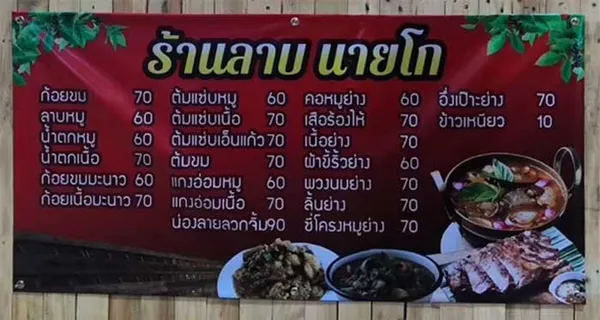 ร้านลาบ นายโก
ก้อยขม 70
ลาบหมู 60
น้ำตกหมู 60
น้ำตกเนื้อ 70
ก้อยขมมะนาว 60
ก้อยเนื้อมะนาว 70
ต้มแซ่บหมู 60
ต้มแซ่บเนื้อ 70
ต้มแซ่บเอ็นแก้ว 70
ต้มขม 70
แกงอ่อมหมู 60
แกงอ่อมเนื้อ 70
น่องลายลวกจิ้ม 90
คอหมูย่าง 60
เสือร้องไห้ 70
เนื้อย่าง 70
ผ้าขี้ริ้วย่าง 60
พวงนมย่าง 70
ลิ้นย่าง 70
ซี่โครงหมูย่าง 70
อึ่งเป๊าะย่าง 70
ข้าวเหนียว 10